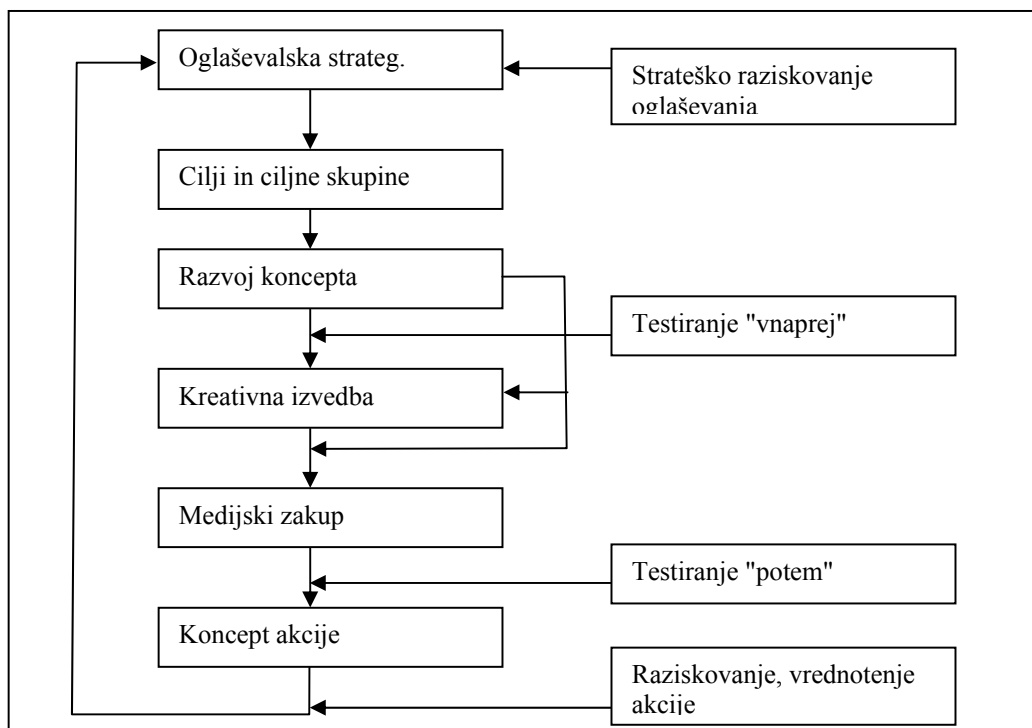 Oglaševalska strateg.
Strateško raziskovanje
oglaševanja
Cilji in ciljne skupine
Razvoj koncepta
Testiranje "vnaprej"
Kreativna izvedba
Medijski zakup
Testiranje "potem"
Koncept akcije
Raziskovanje, vrednotenje
akcije